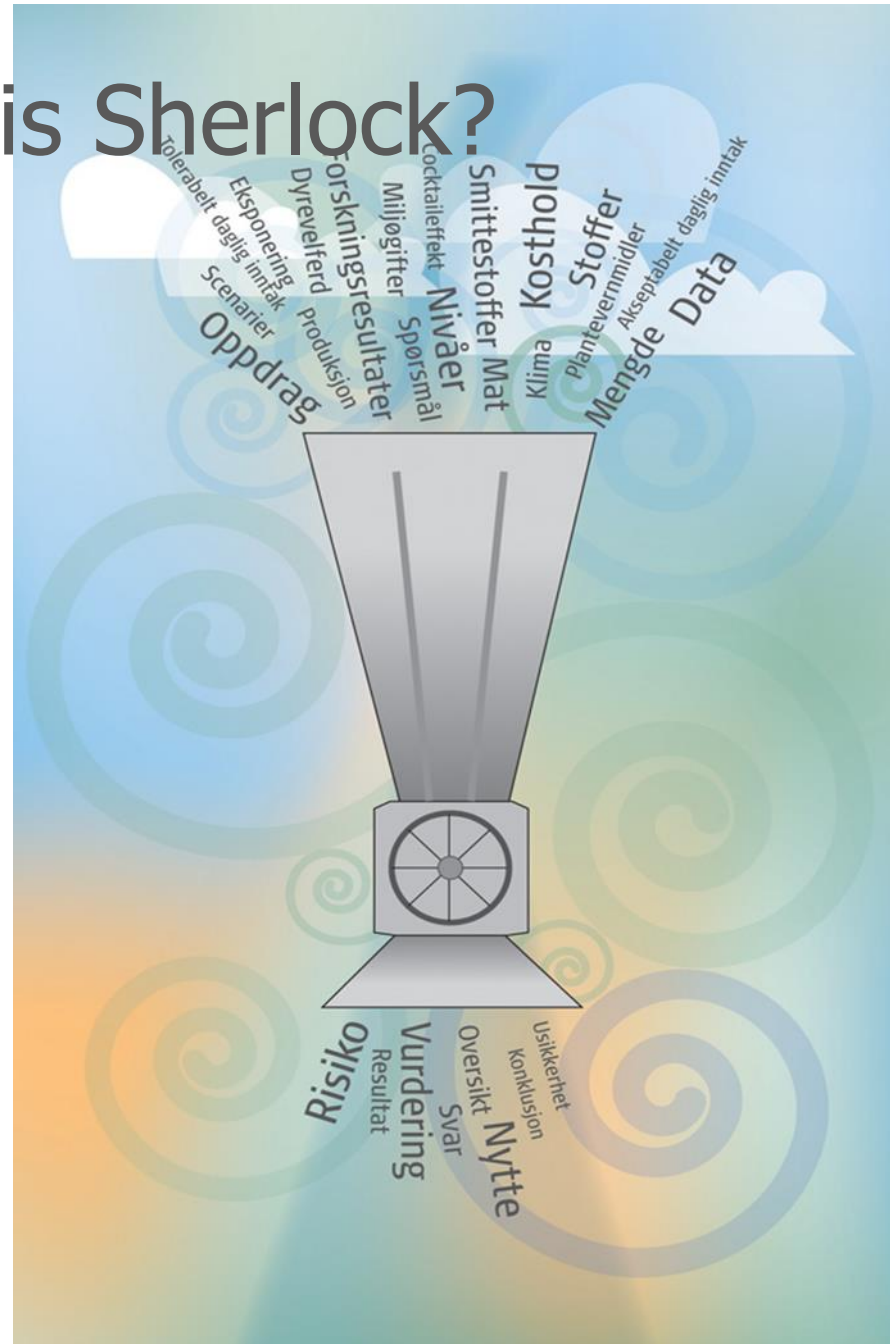 is Sherlock?
Tolerabelt daglig inntak
Eksponering
Scenarier
Oppdrag
Dyrevelferd
Produksjon
Forskningsresultater
Miljøgifter
Spørsmål
Cocktaileffekt
Nivåer
Smittestoffer
Mat
Kosthold
Klima
Stoffer
Plantevernmidler
Akseptabelt daglig inntak
Mengde
Data
Risiko
Resultat
Vurdering
Oversikt
Svar
Nytte
Usikkerhet
Konklusjon